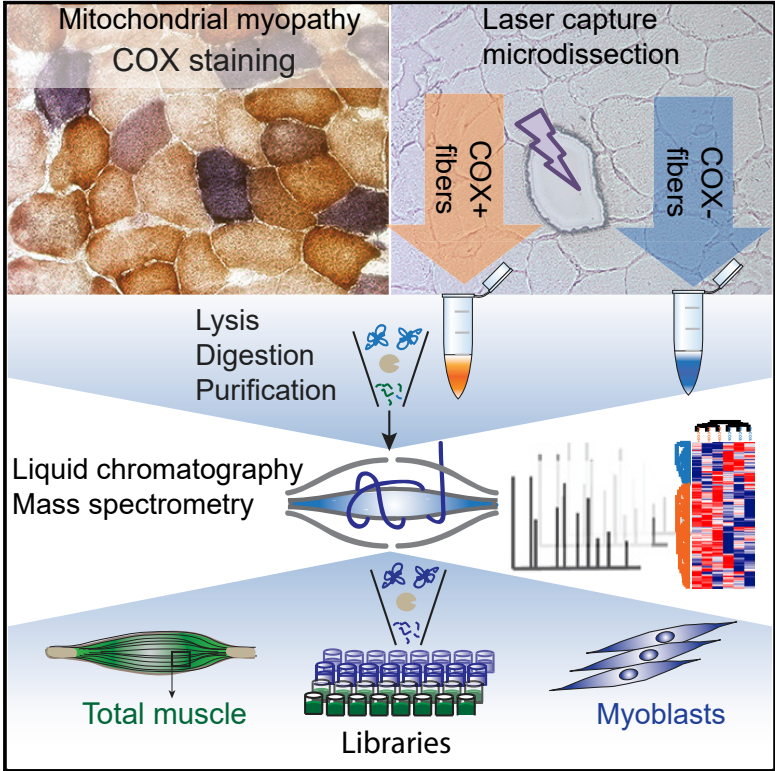 Mitochondrial myopathy
COX staining
Laser capture
microdissection
COX+
fibers
COX-
fibers
Lysis
Digestion
Purification
Liquid chromatography
Mass spectrometry
Total muscle
Libraries
Myoblasts